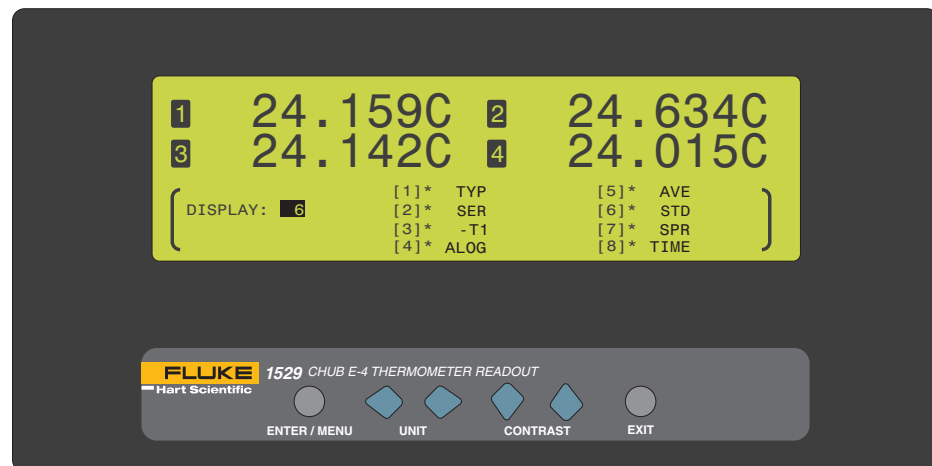 1 24.159C 2 24.634C
3 24.142C 4 24.015C
DISPLAY: 6
[1]* TYP [5]* AVE
[2]* SER [6]* STD
[3]* -T1 [7]* SPR
[4]* ALOG [8]* TIME
FLUKE 1529 CHUB E-4 THERMOMETER READOUT
Hart Scientific
ENTER / MENU UNIT CONTRAST EXIT